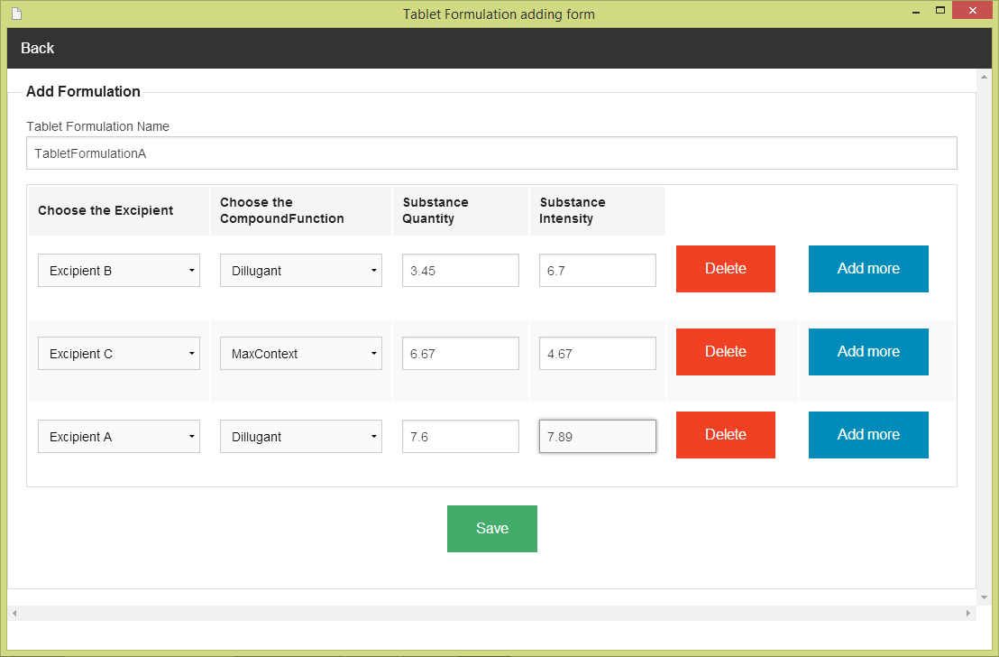 Tablet Formulation adding form
Back
Add Formulation
Tablet Formulation Name
TabletFormulationA
Choose the Excipient
Choose the
CompoundFunction
Substance
Quantity
Substance
Intensity
Excipient B Dillugant 3.45 6.7 Delete Add more
Excipient C MaxContext 6.67 4.67 Delete Add more
Excipient A Dillugant 7.6 7.89 Delete Add more
Save